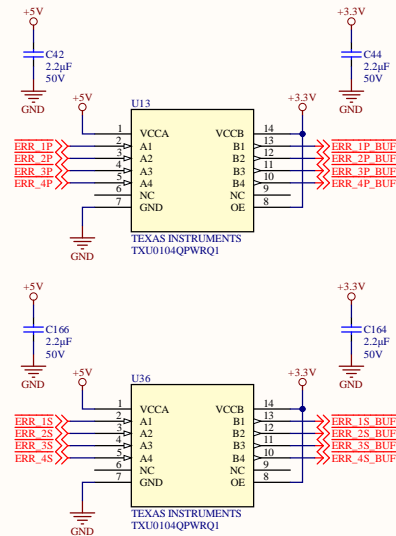 +5V
+3.3V
C42
2.2µF
50V
C44
2.2µF
50V
GND
GND
+5V
U13
+3.3V
1 VCCA VCCB 14
ERR_1P 2 A1 B1 13 ERR_1P_BUF
ERR_2P 3 A2 B2 12 ERR_2P_BUF
ERR_3P 4 A3 B3 11 ERR_3P_BUF
ERR_4P 5 A4 B4 10 ERR_4P_BUF
6 NC NC 9
7 GND OE 8
GND
TEXAS INSTRUMENTS
TXU0104QPWRQ1
+5V
+3.3V
C166
2.2µF
50V
C164
2.2µF
50V
GND
GND
+5V
U36
+3.3V
1 VCCA VCCB 14
ERR_1S 2 A1 B1 13 ERR_1S_BUF
ERR_2S 3 A2 B2 12 ERR_2S_BUF
ERR_3S 4 A3 B3 11 ERR_3S_BUF
ERR_4S 5 A4 B4 10 ERR_4S_BUF
6 NC NC 9
7 GND OE 8
GND
TEXAS INSTRUMENTS
TXU0104QPWRQ1